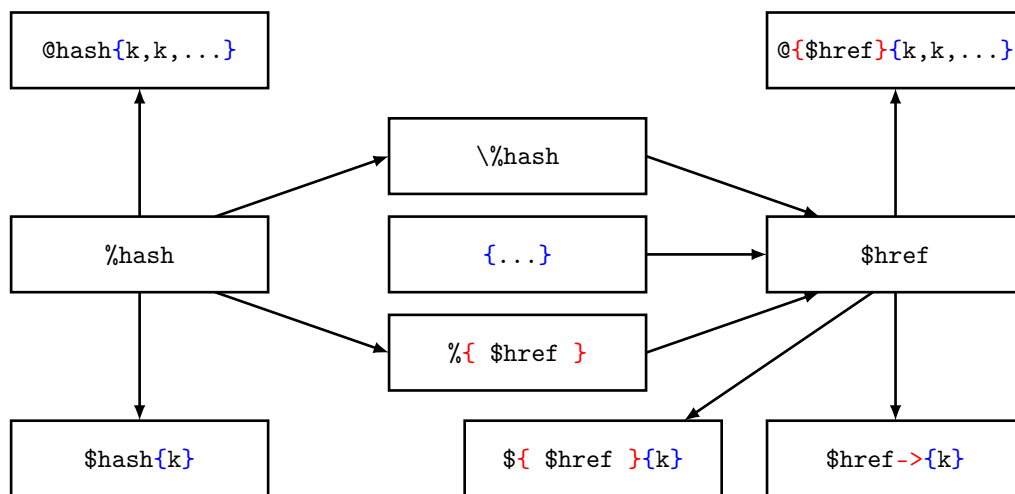 @hash{k,k,...}
@{$href}{k,k,...}
\%hash
%hash
{...}
$href
%{ $href }
$hash{k}
${ $href }{k}
$href->{k}